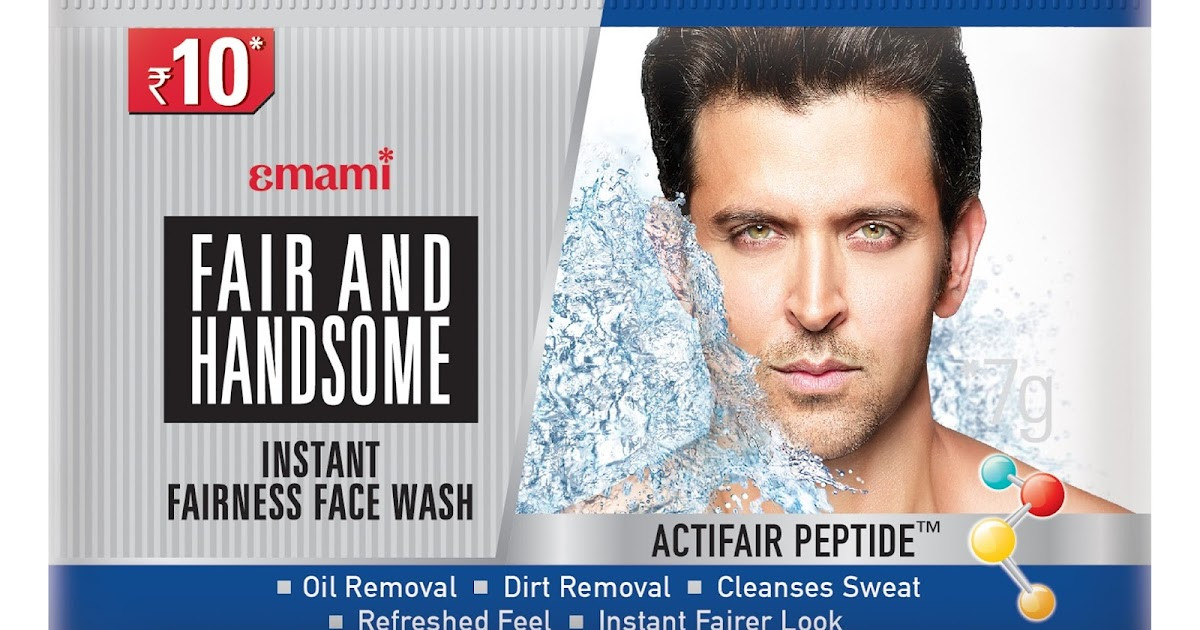 ₹10*
emami*
FAIR AND
HANDSOME
INSTANT
FAIRNESS FACE WASH
*7g
ACTIFAIR PEPTIDE™
▪ Oil Removal ▪ Dirt Removal ▪ Cleanses Sweat
▪ Refreshed Feel ▪ Instant Fairer Look